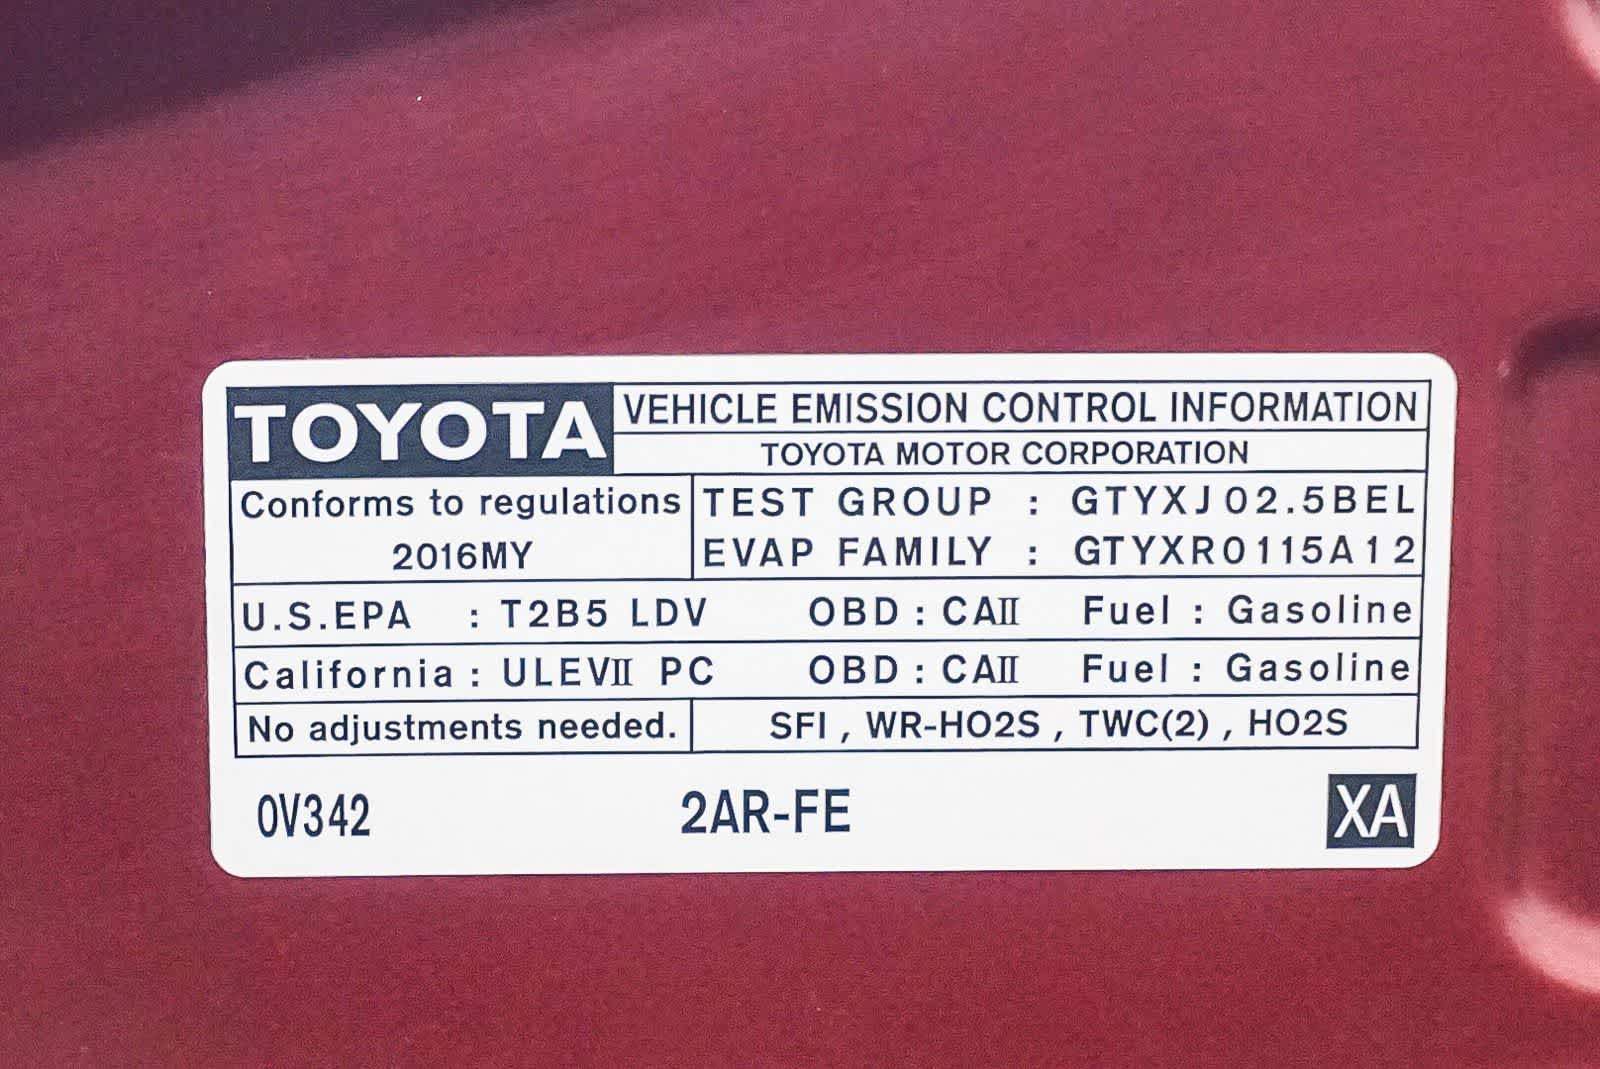 TOYOTA VEHICLE EMISSION CONTROL INFORMATION
TOYOTA MOTOR CORPORATION
Conforms to regulations TEST GROUP : GTYXJ02.5BEL
2016MY EVAP FAMILY : GTYXR0115A12
U.S.EPA : T2B5 LDV OBD : CAⅡ Fuel : Gasoline
California : ULEVⅡ PC OBD : CAⅡ Fuel : Gasoline
No adjustments needed. SFI , WR-HO2S , TWC(2) , HO2S
0V342 2AR-FE XA